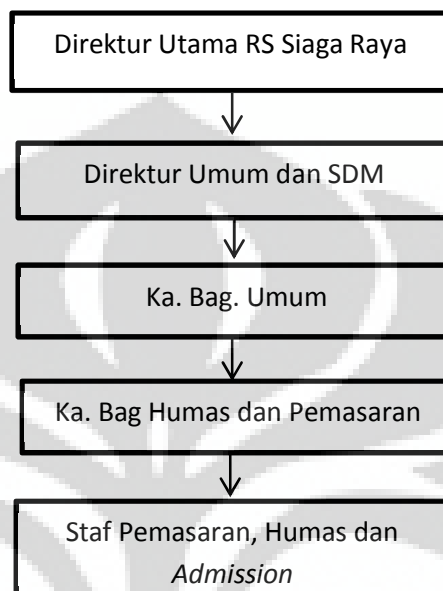 Direktur Utama RS Siaga Raya
Direktur Umum dan SDM
Ka. Bag. Umum
Ka. Bag Humas dan Pemasaran
Staf Pemasaran, Humas dan
Admission